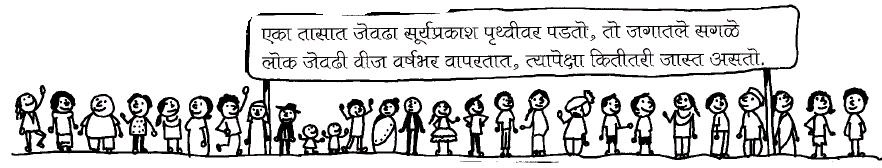 एका तासात जेवढा सूर्यप्रकाश पृथ्वीवर पडतो, तो जगातले सगळे
लोक जेवढी वीज वर्षभर वापरतात, त्यापेक्षा कितीतरी जास्त असतो.